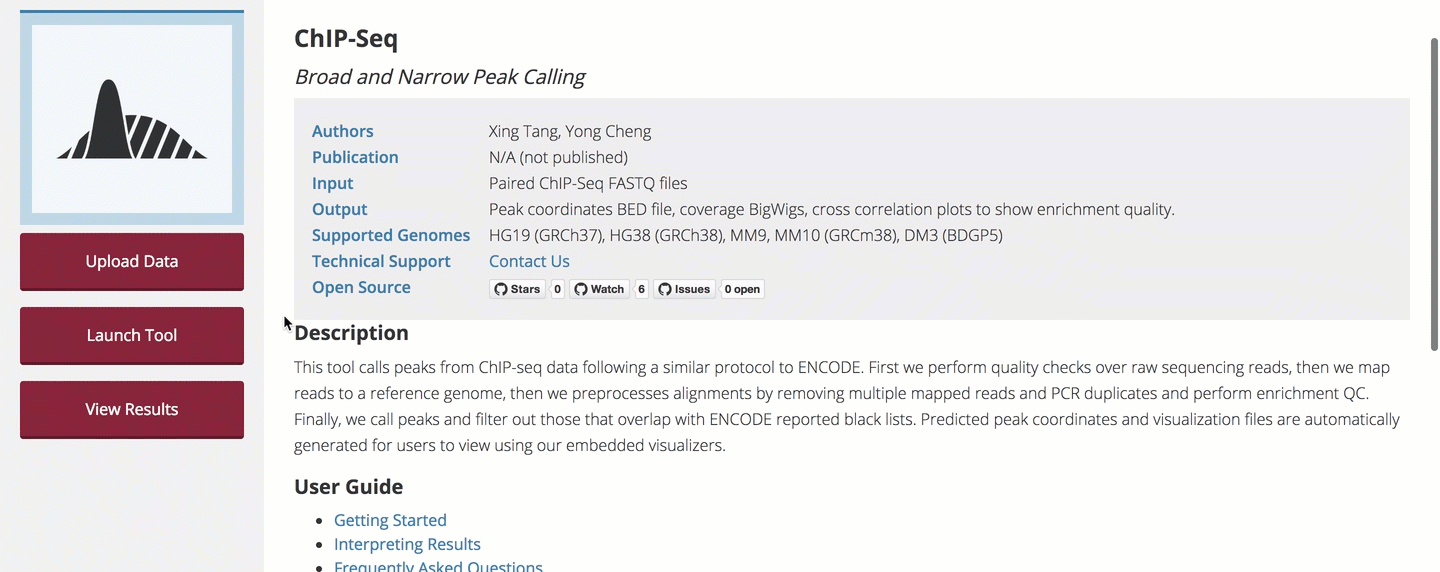 ChIP-Seq
Broad and Narrow Peak Calling
Authors Xing Tang, Yong Cheng
Publication N/A (not published)
Input Paired ChIP-Seq FASTQ files
Output Peak coordinates BED file, coverage BigWigs, cross correlation plots to show enrichment quality.
Supported Genomes HG19 (GRCh37), HG38 (GRCh38), MM9, MM10 (GRCm38), DM3 (BDGP5)
Technical Support Contact Us
Open Source Stars 0 Watch 6 Issues 0 open
Upload Data
Launch Tool
View Results
Description
This tool calls peaks from ChIP-seq data following a similar protocol to ENCODE. First we perform quality checks over raw sequencing reads, then we map
reads to a reference genome, then we preprocesses alignments by removing multiple mapped reads and PCR duplicates and perform enrichment QC.
Finally, we call peaks and filter out those that overlap with ENCODE reported black lists. Predicted peak coordinates and visualization files are automatically
generated for users to view using our embedded visualizers.
User Guide
Getting Started
Interpreting Results
Frequently Asked Questions